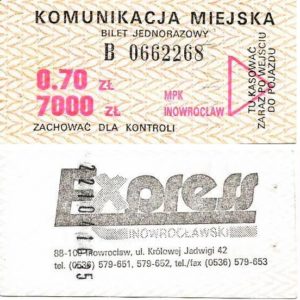 KOMUNIKACJA MIEJSKA
BILET JEDNORAZOWY
B 0662268
0.70 ZŁ
7000 ZŁ
MPK
INOWROCŁAW
ZACHOWAĆ DLA KONTROLI
TU KASOWAĆ
ZARAZ PO WEJŚCIU
DO POJAZDU
Express
INOWROCŁAWSKI
88-100 Inowrocław, ul. Królowej Jadwigi 42
tel. (0536) 579-651, 579-652, tel./fax (0536) 579-653